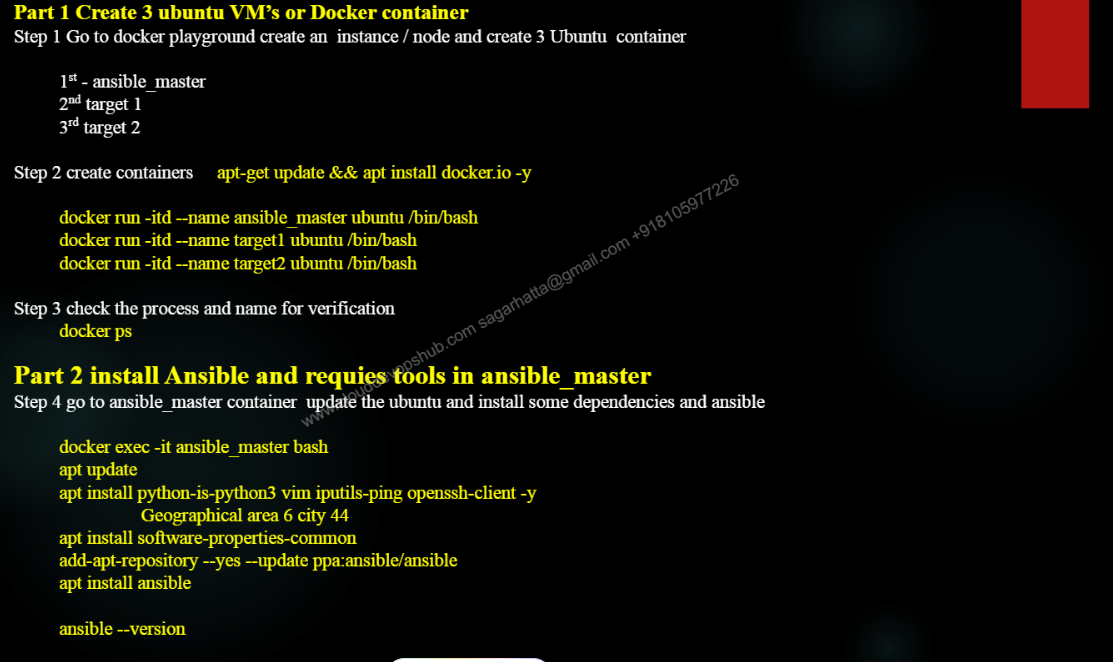 Part 1 Create 3 ubuntu VM’s or Docker container
Step 1 Go to docker playground create an instance / node and create 3 Ubuntu container
1st - ansible_master
2nd target 1
3rd target 2
Step 2 create containers apt-get update && apt install docker.io -y
docker run -itd --name ansible_master ubuntu /bin/bash
docker run -itd --name target1 ubuntu /bin/bash
docker run -itd --name target2 ubuntu /bin/bash
Step 3 check the process and name for verification
docker ps
Part 2 install Ansible and requies tools in ansible_master
Step 4 go to ansible_master container update the ubuntu and install some dependencies and ansible
docker exec -it ansible_master bash
apt update
apt install python-is-python3 vim iputils-ping openssh-client -y
Geographical area 6 city 44
apt install software-properties-common
add-apt-repository --yes --update ppa:ansible/ansible
apt install ansible
ansible --version
sagarhatta@gmail.com +918105977226